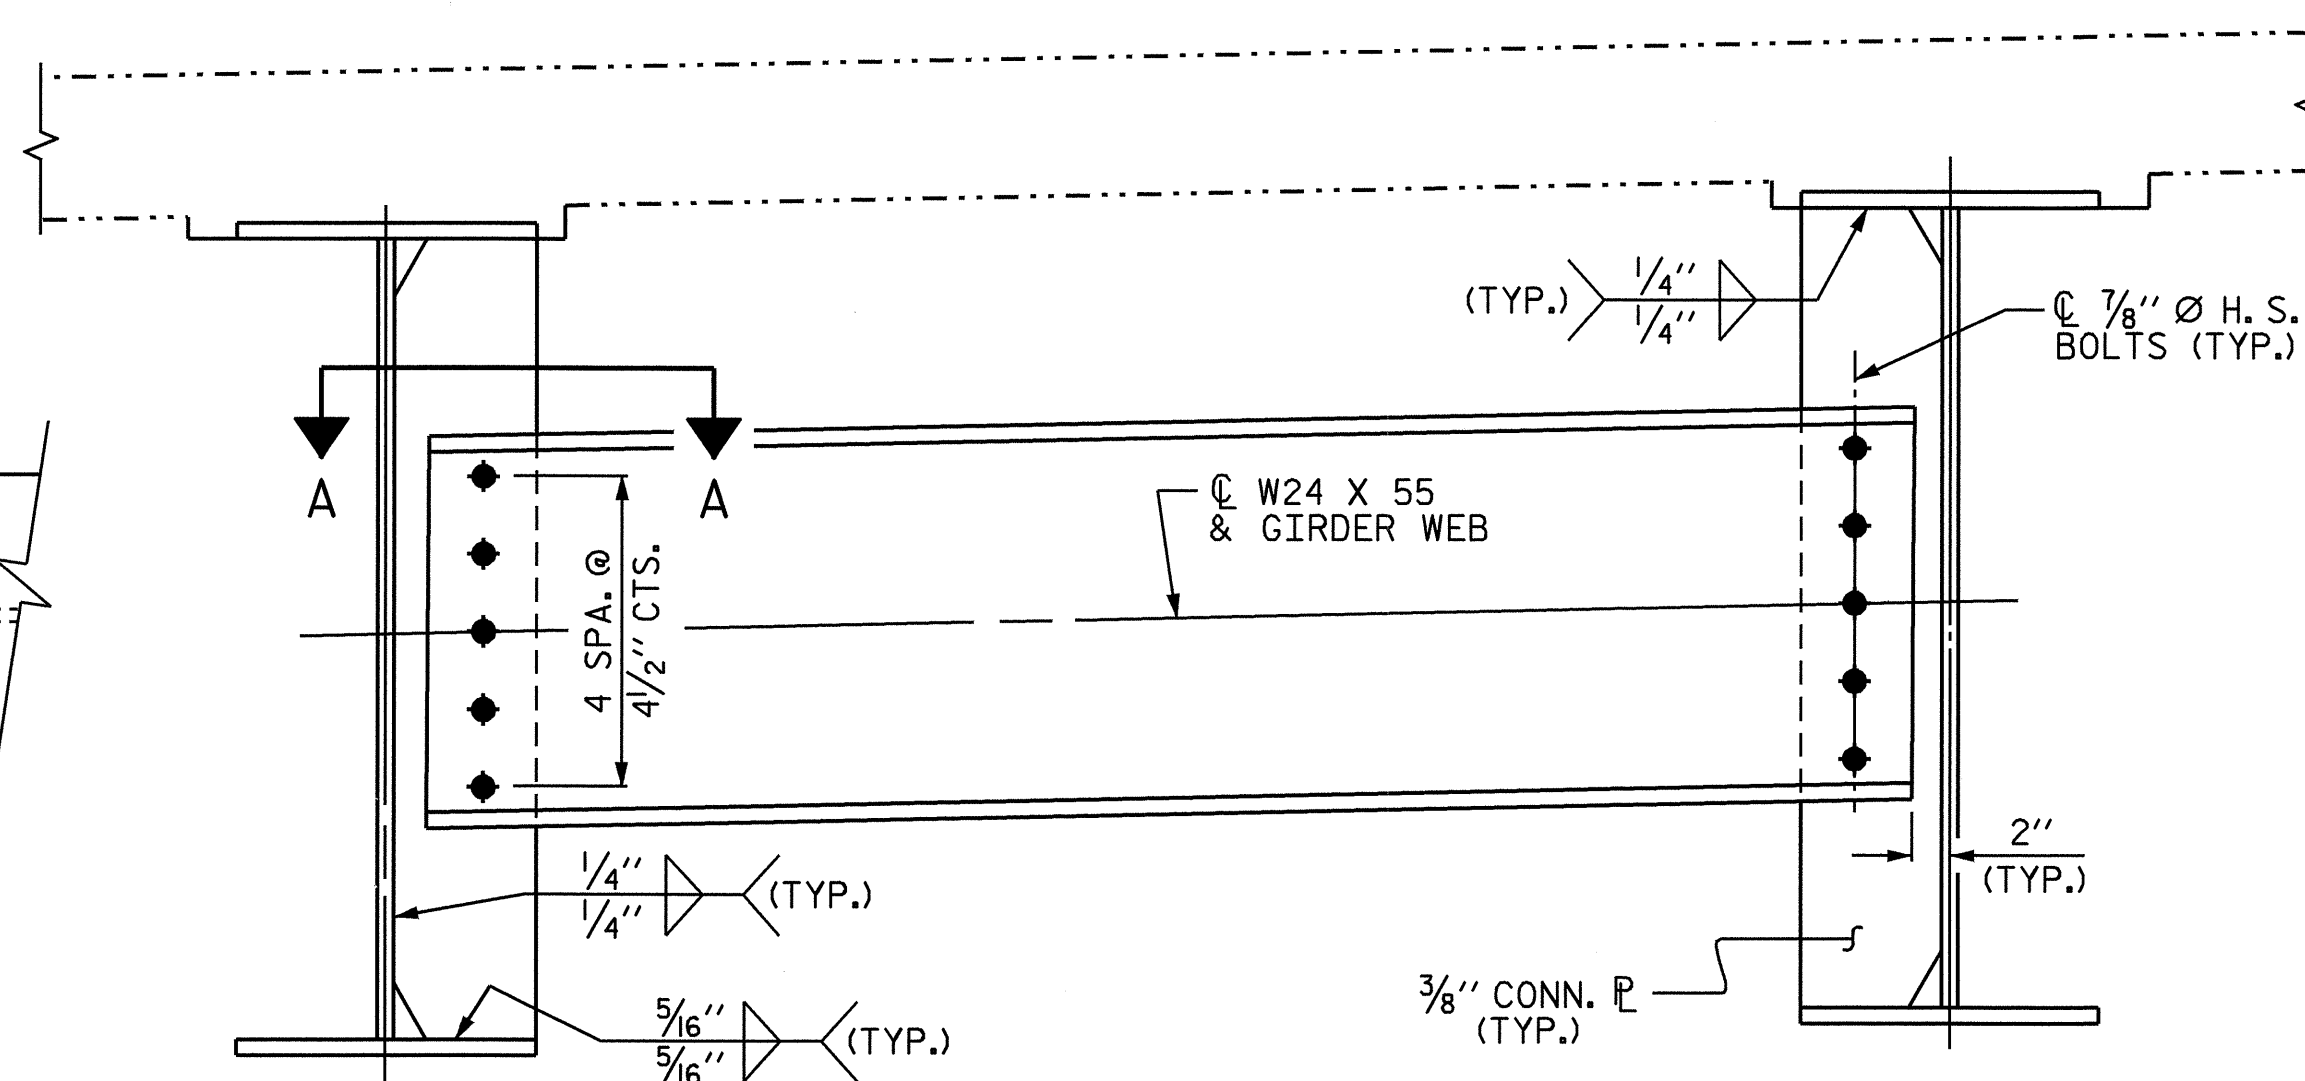 (TYP.) 1/4"
1/4"
℄ 7/8" Ø H. S.
BOLTS (TYP.)
A A
℄ W24 X 55
& GIRDER WEB
4 SPA. @
4 1/2" CTS.
2"
(TYP.)
1/4"
1/4" (TYP.)
3/8" CONN. ⅊
(TYP.)
5/16"
5/16" (TYP.)